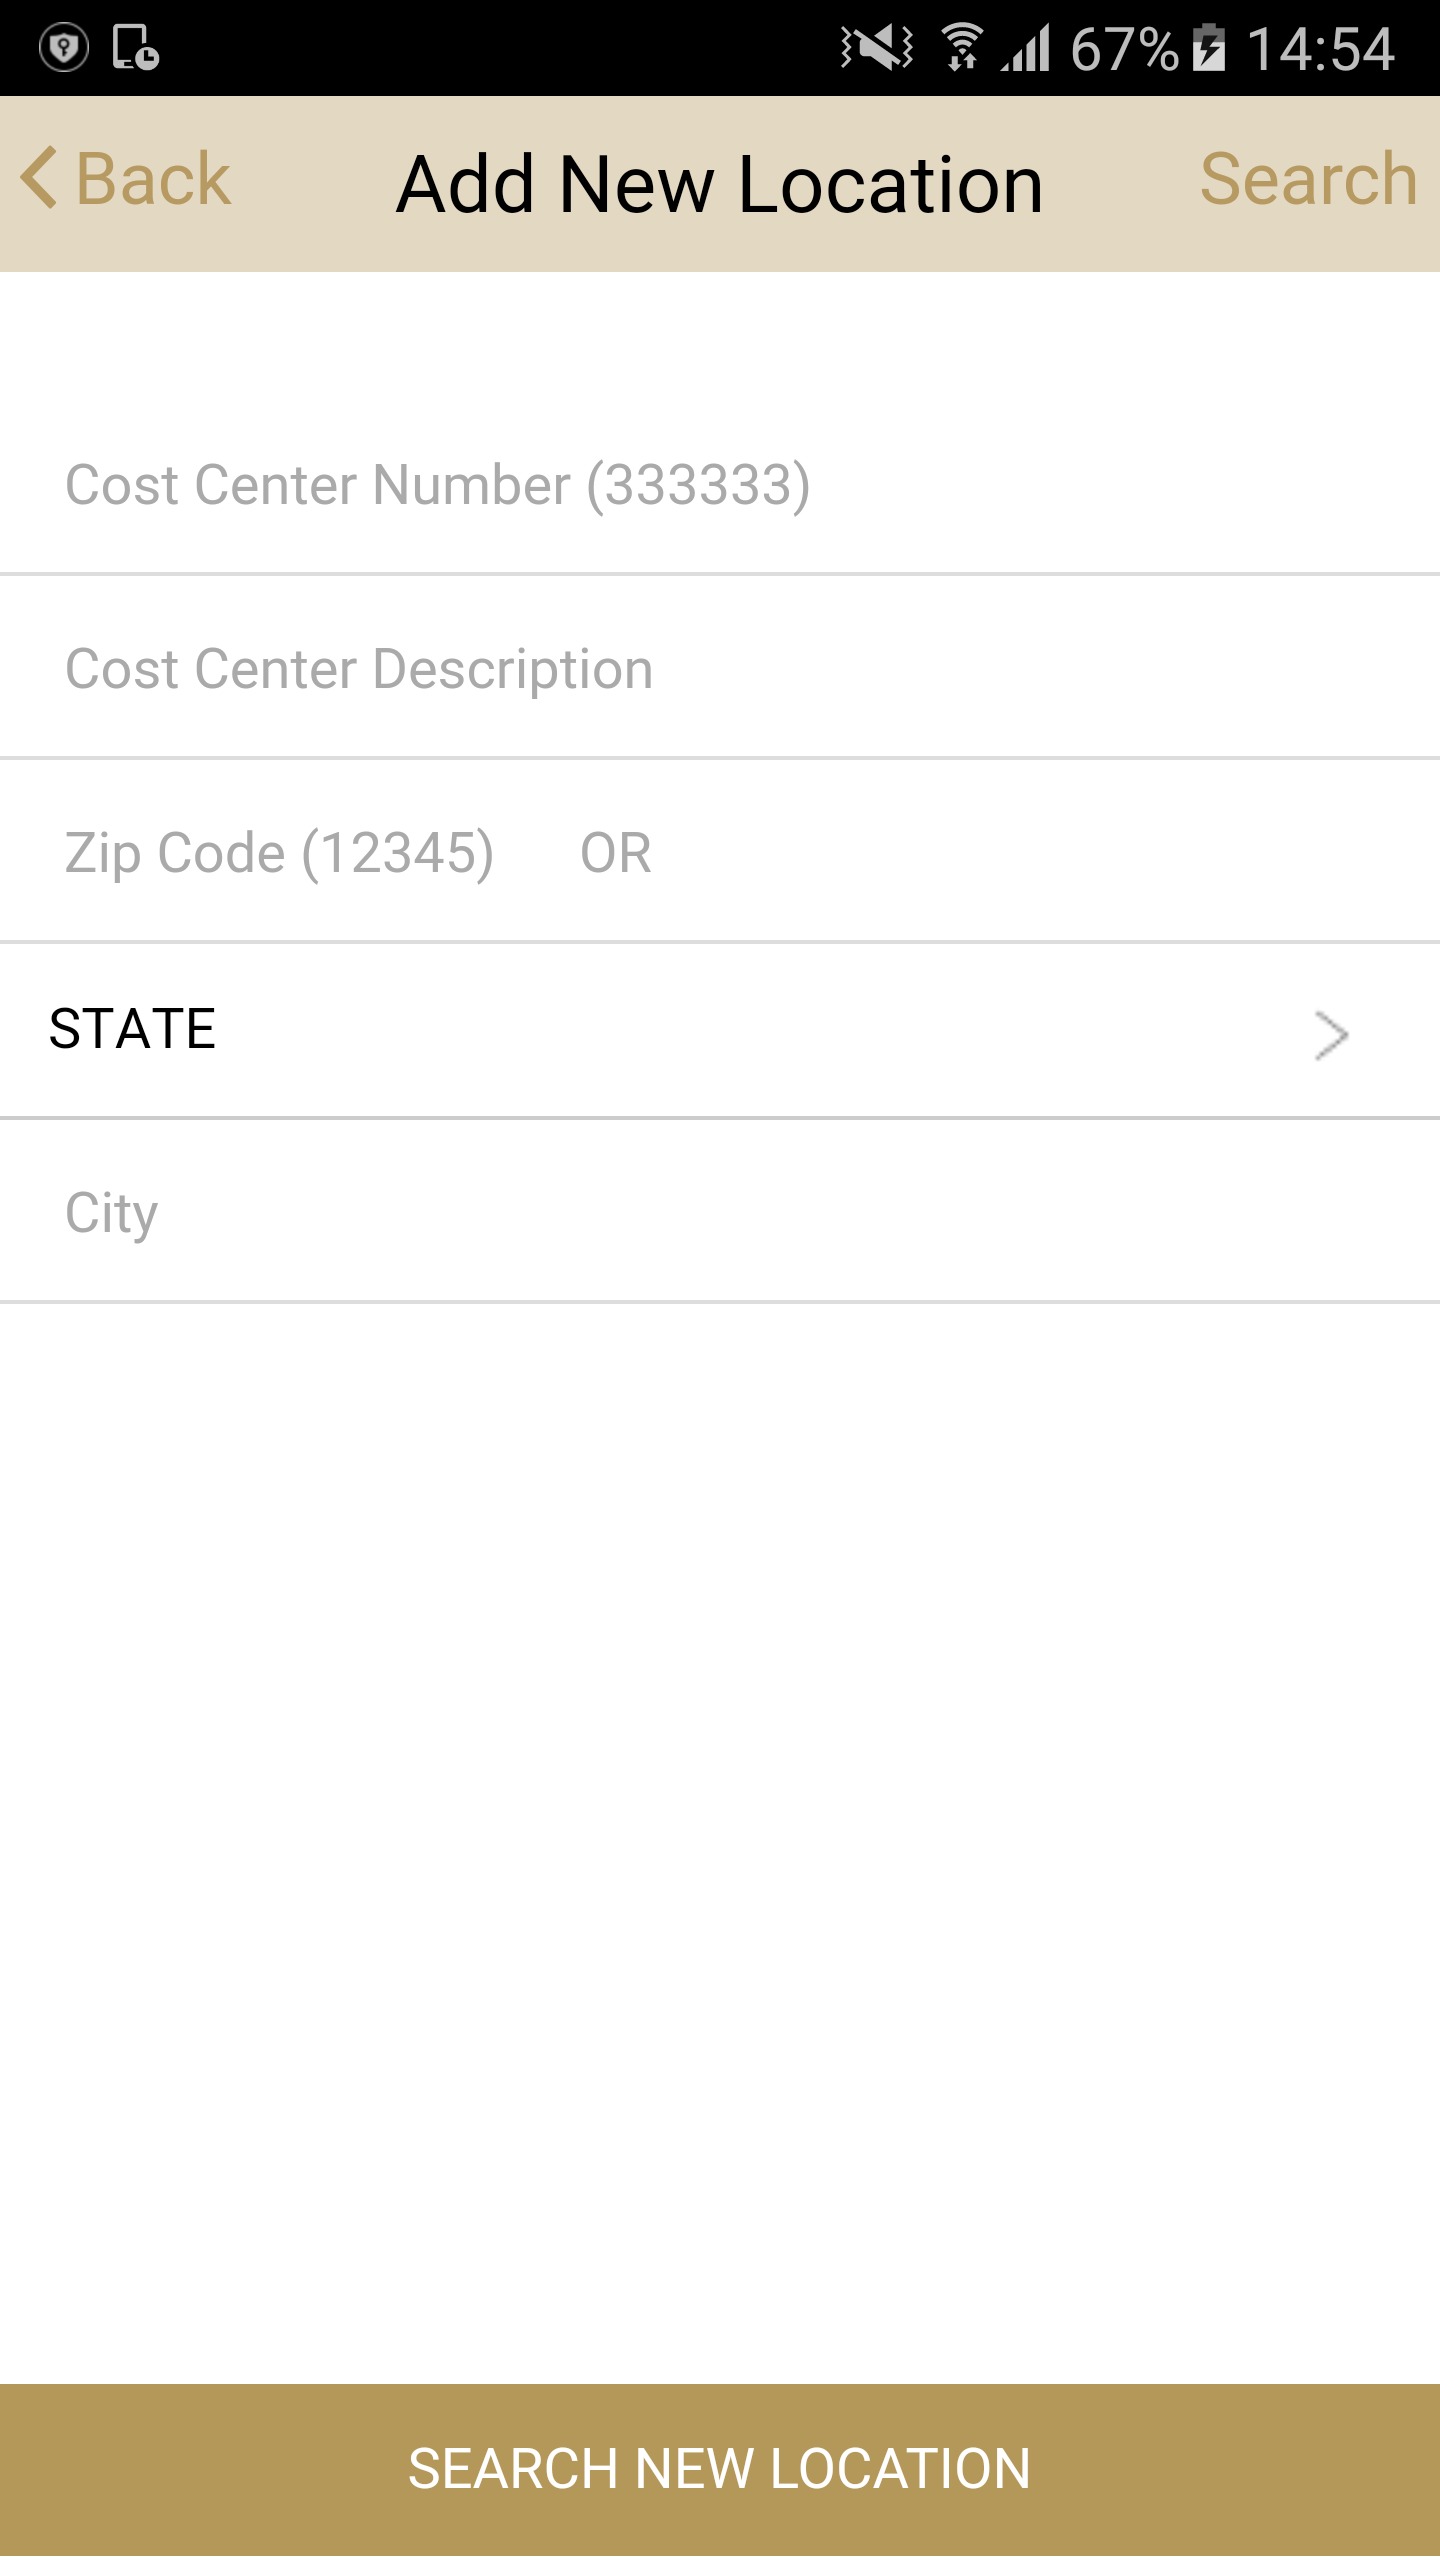 67% 14:54
Back Add New Location Search
Cost Center Number (333333)
Cost Center Description
Zip Code (12345) OR
STATE
City
SEARCH NEW LOCATION